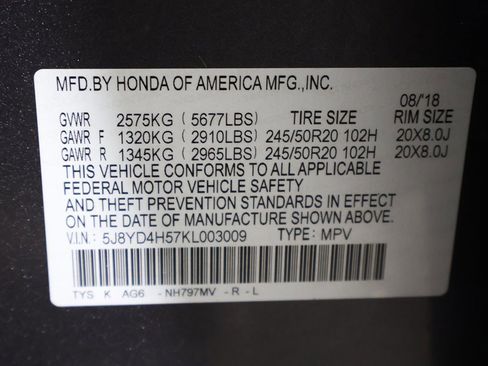 MFD.BY HONDA OF AMERICA MFG.,INC.
08/'18
GVWR 2575KG (5677LBS) TIRE SIZE RIM SIZE
GAWR F 1320KG (2910LBS) 245/50R20 102H 20X8.0J
GAWR R 1345KG (2965LBS) 245/50R20 102H 20X8.0J
THIS VEHICLE CONFORMS TO ALL APPLICABLE
FEDERAL MOTOR VEHICLE SAFETY
AND THEFT PREVENTION STANDARDS IN EFFECT
ON THE DATE OF MANUFACTURE SHOWN ABOVE.
V.I.N.: 5J8YD4H57KL003009 TYPE: MPV
TYS K AG6 -NH797MV -R-L